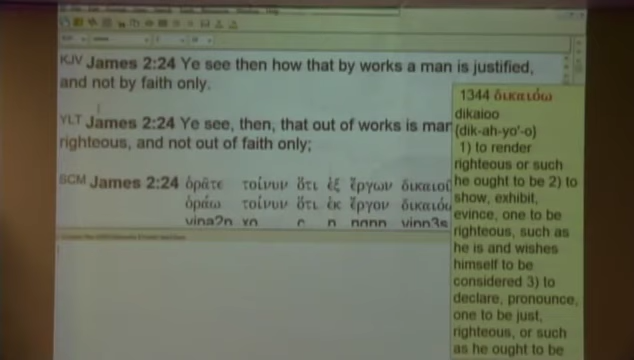 KJV James 2:24 Ye see then how that by works a man is justified,
and not by faith only.
YLT James 2:24 Ye see, then, that out of works is man
righteous, and not out of faith only;
SCM James 2:24 ὁρᾶτε τοίνυν ὅτι ἐξ ἔργων
ὁράω τοίνυν ὅτι ἐκ ἔργον
vipa2p
1344 δικαιόω
dikaioo
{dik-ah-yo'-o}
1) to render
righteous or such
he ought to be 2) to
show, exhibit,
evince, one to be
righteous, such as
he is and wishes
himself to be
considered 3) to
declare, pronounce,
one to be just,
righteous, or such
as he ought to be